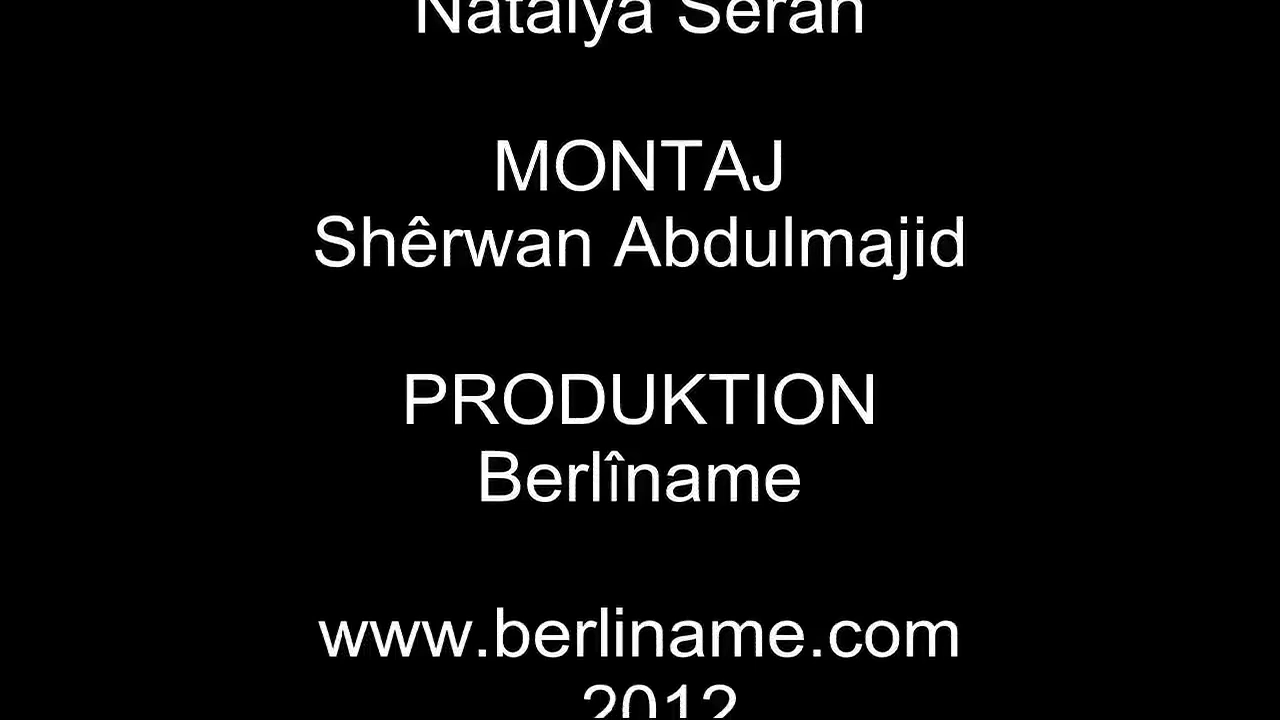 Natalya Seran
MONTAJ
Shêrwan Abdulmajid
PRODUKTION
Berlîname
www.berliname.com
2012